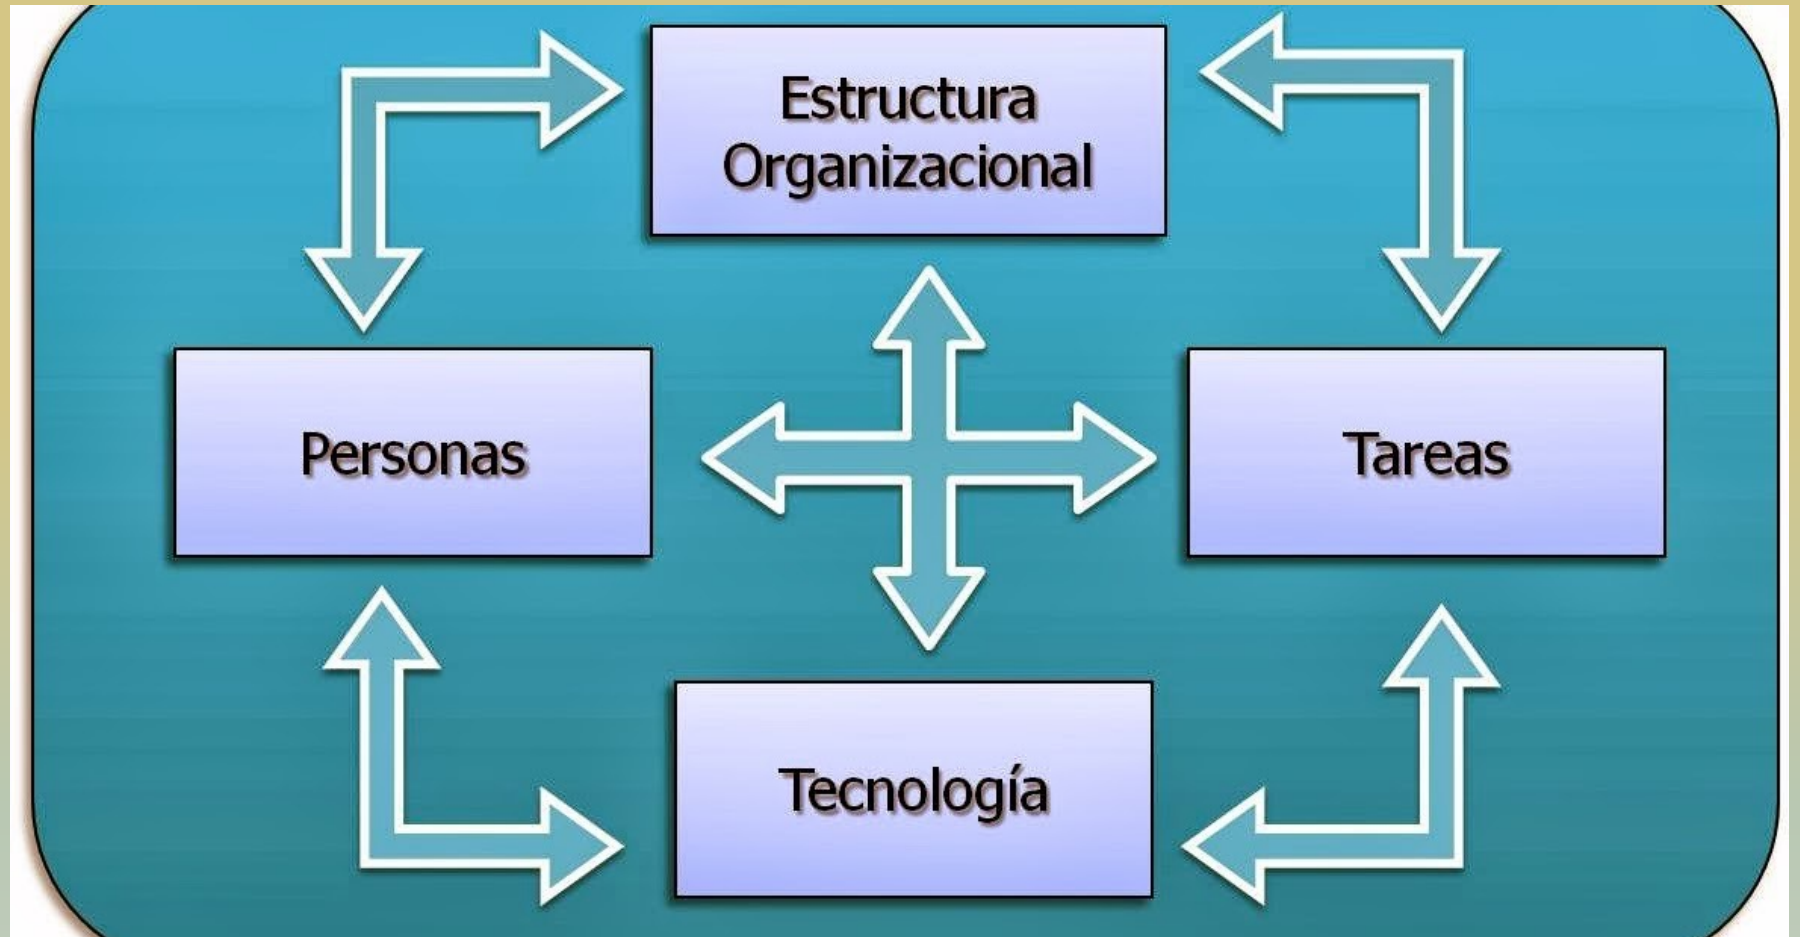 Estructura
Organizacional
Personas
Tareas
Tecnología